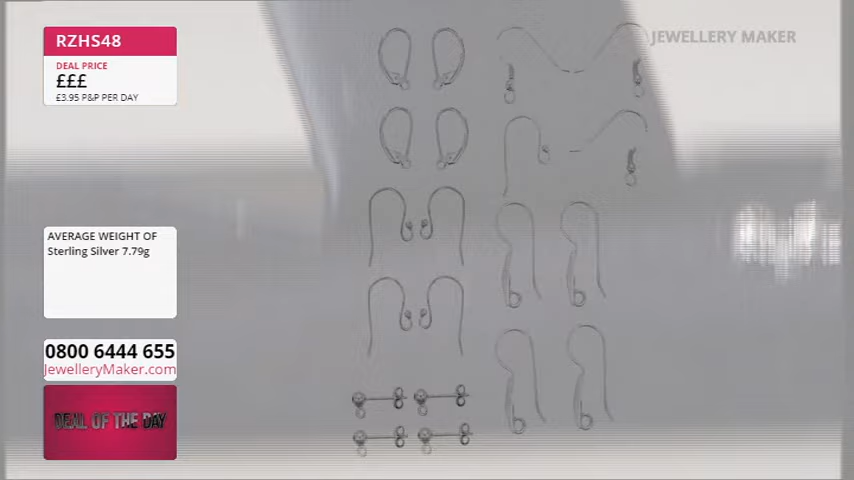 RZHS48
DEAL PRICE
£££
£3.95 P&P PER DAY
JEWELLERY MAKER
AVERAGE WEIGHT OF
Sterling Silver 7.79g
0800 6444 655
JewelleryMaker.com
DEAL OF THE DAY